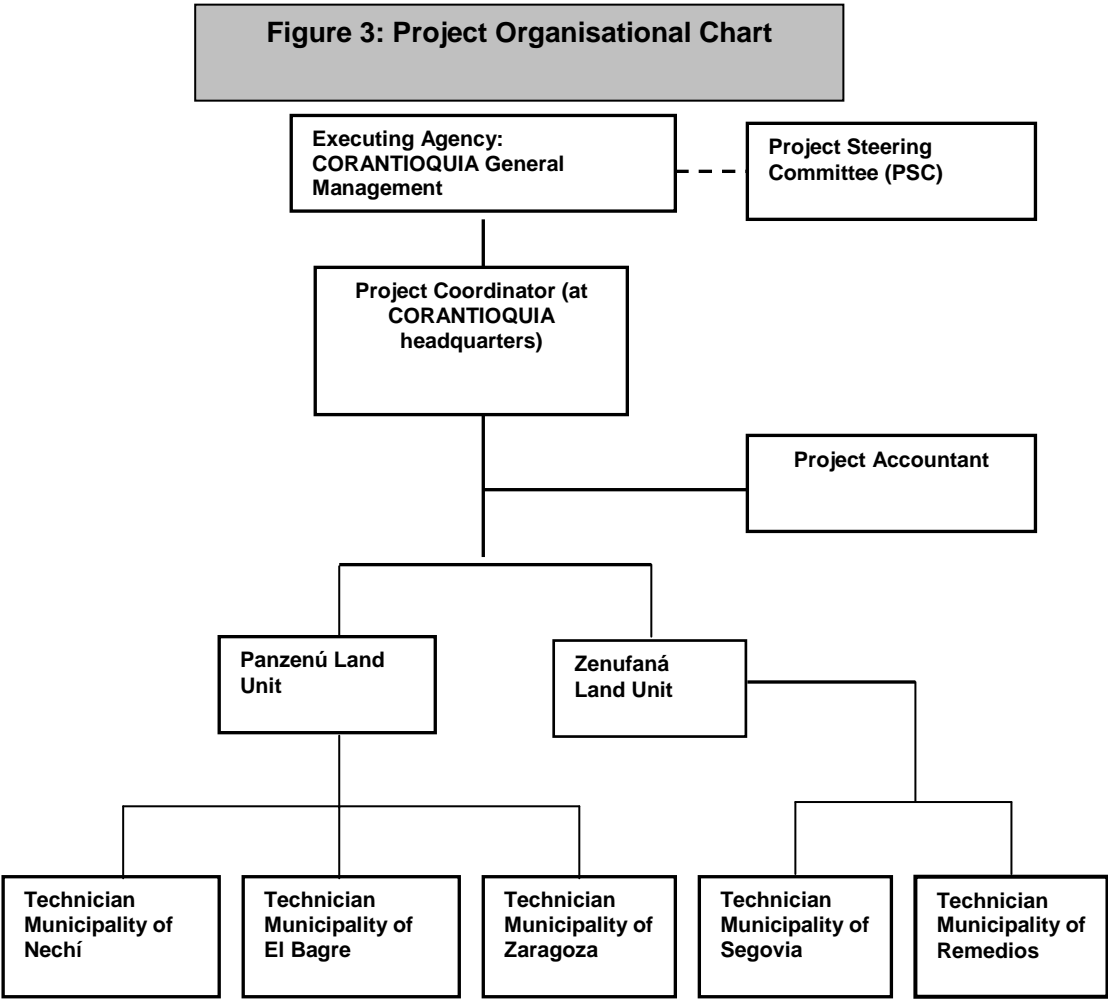 Figure 3: Project Organisational Chart
Executing Agency:
CORANTIOQUIA General
Management
Project Steering
Committee (PSC)
Project Coordinator (at
CORANTIOQUIA
headquarters)
Project Accountant
Panzenú Land
Unit
Zenufaná
Land Unit
Technician
Municipality of
Nechí
Technician
Municipality of
El Bagre
Technician
Municipality of
Zaragoza
Technician
Municipality of
Segovia
Technician
Municipality of
Remedios